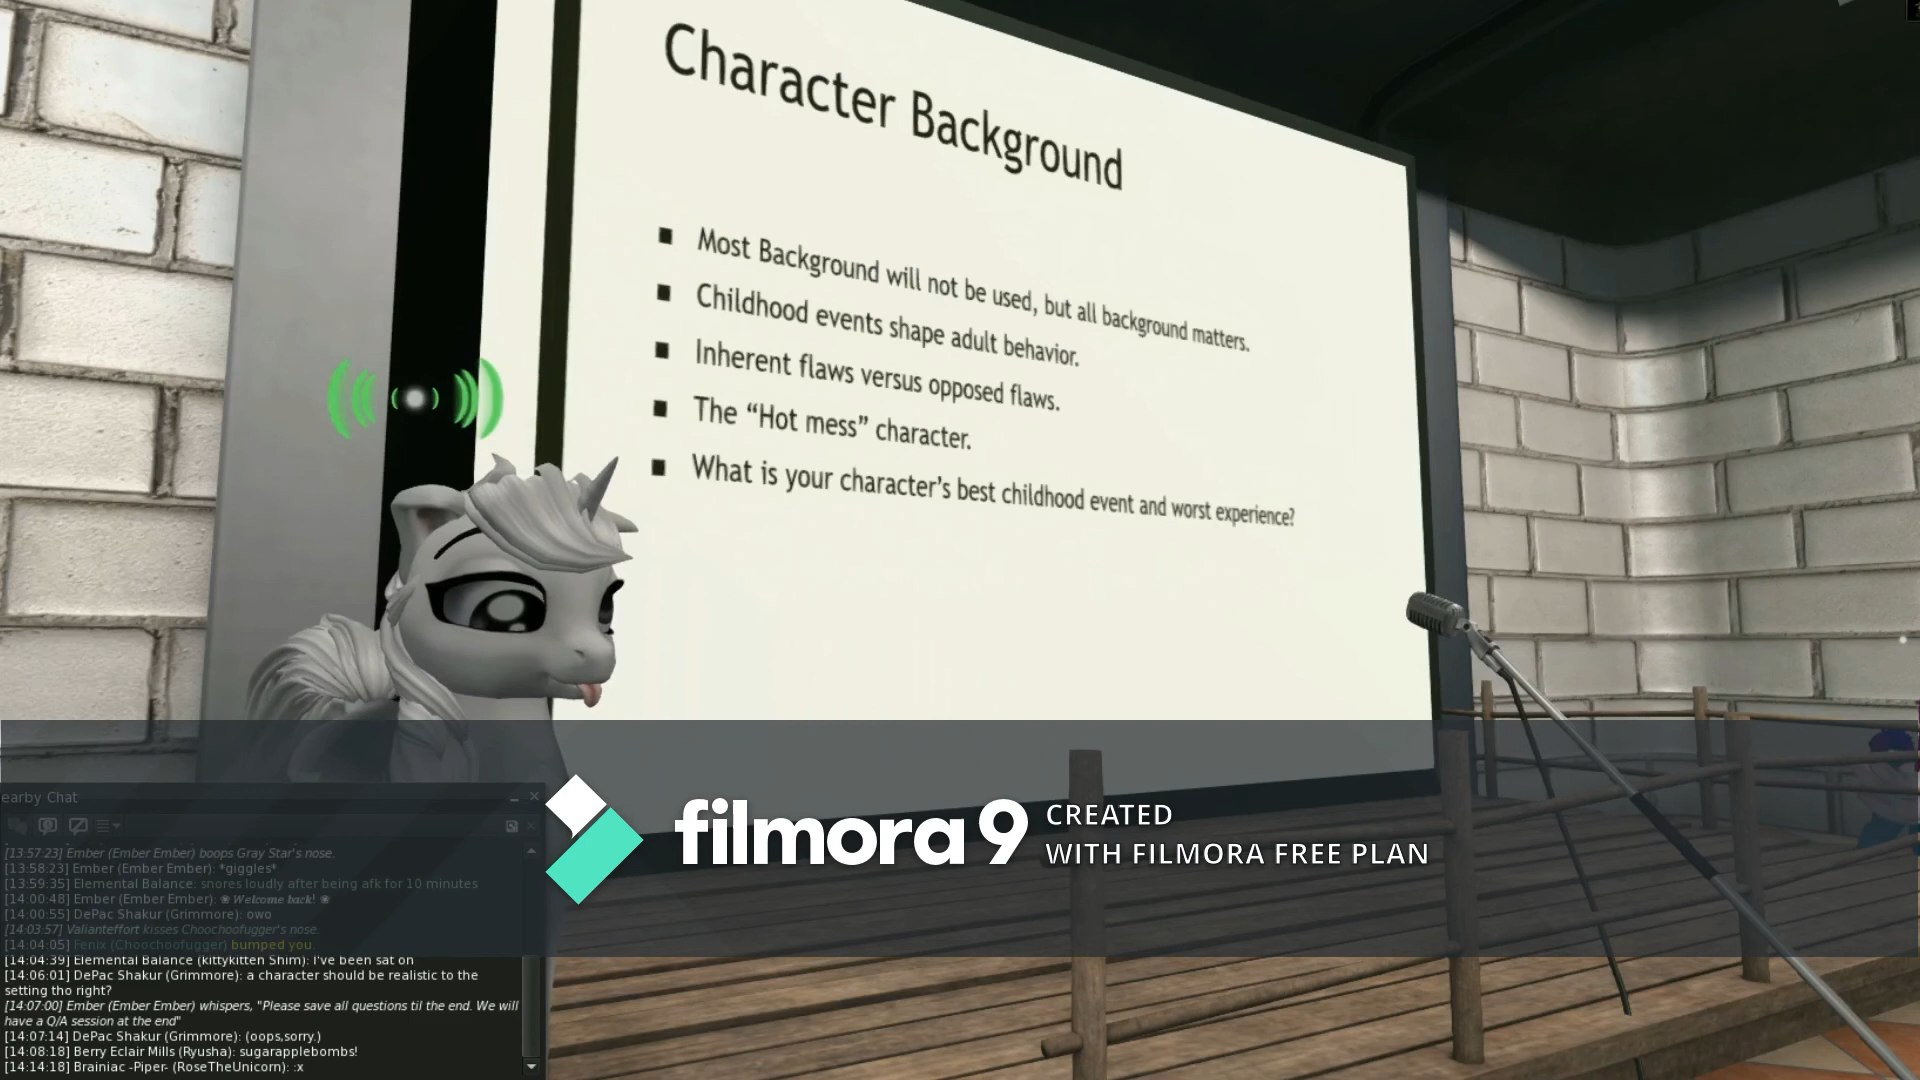 Character Background
■ Most Background will not be used, but all background matters.
■ Childhood events shape adult behavior.
■ Inherent flaws versus opposed flaws.
■ The “Hot mess” character.
■ What is your character’s best childhood event and worst experience?
filmora 9 CREATED
WITH FILMORA FREE PLAN
earby Chat
[13:57:23] Ember (Ember Ember) boops Gray Star's nose.
[13:58:23] Ember (Ember Ember): *giggles*
[13:59:35] Elemental Balance: snores loudly after being afk for 10 minutes
[14:00:48] Ember (Ember Ember): ❀ Welcome back! ❀
[14:00:55] DePac Shakur (Grimmore): owo
[14:03:57] Valianteffort kisses Choochoofugger's nose.
[14:04:05] Fenix (Choochoofugger) bumped you.
[14:04:39] Elemental Balance (kittykitten Shim): I've been sat on
[14:06:01] DePac Shakur (Grimmore): a character should be realistic to the
setting tho right?
[14:07:00] Ember (Ember Ember) whispers, "Please save all questions til the end. We will
have a Q/A session at the end"
[14:07:14] DePac Shakur (Grimmore): (oops,sorry.)
[14:08:18] Berry Eclair Mills (Ryusha): sugarapplebombs!
[14:14:18] Brainiac -Piper- (RoseTheUnicorn): :x